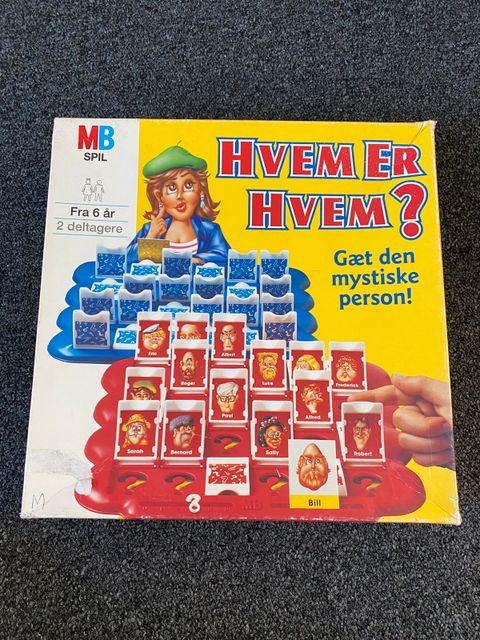 MB
SPIL
HVEM ER
HVEM?
Fra 6 år
2 deltagere
Gæt den
mystiske
person!
Eric
Albert
Roger
Luke
Frederick
Paul
Alfred
Sarah
Bernard
Sally
Robert
Bill
MB
M